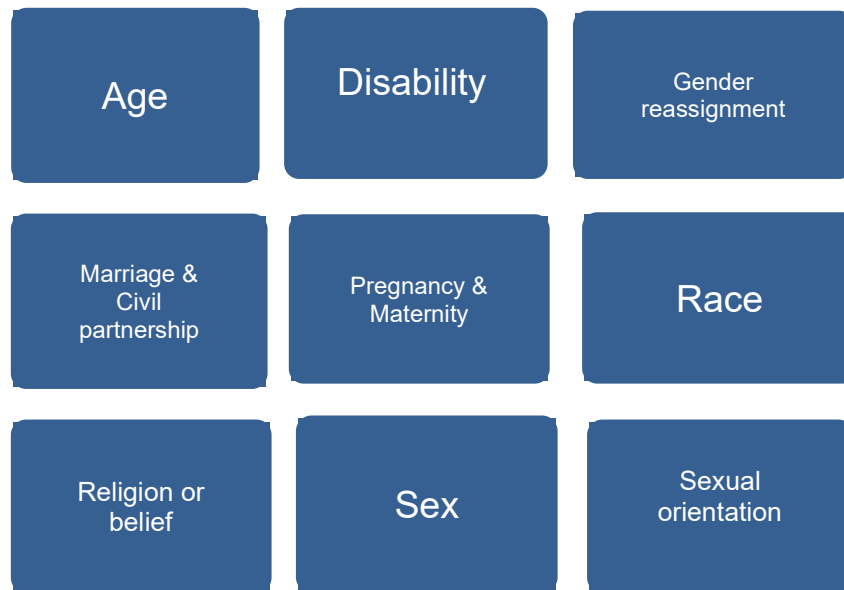 Age
Disability
Gender
reassignment
Marriage &
Civil
partnership
Pregnancy &
Maternity
Race
Religion or
belief
Sex
Sexual
orientation